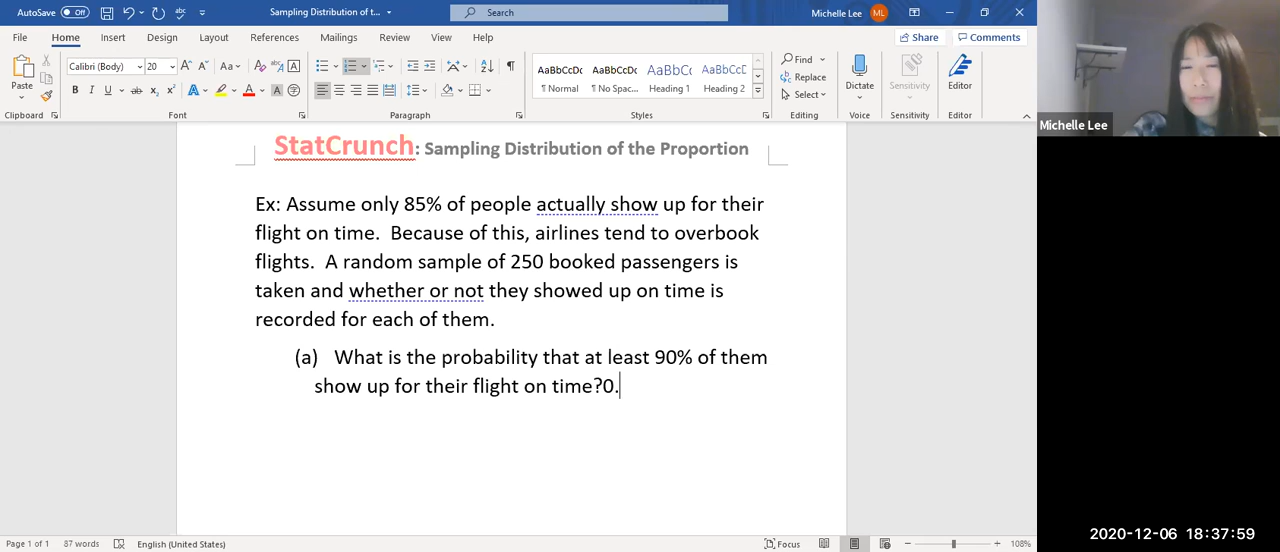 AutoSave Off Sampling Distribution of t... Search Michelle Lee ML
File Home Insert Design Layout References Mailings Review View Help Share Comments
Calibri (Body) 20 Aa AaBbCcDc AaBbCcDc AaBbCc AaBbCcD Find
Replace
Paste B I U ab x₂ x² A A Normal No Spac... Heading 1 Heading 2 Select Dictate Sensitivity Editor
Clipboard Font Paragraph Styles Editing Voice Sensitivity Editor
Michelle Lee
StatCrunch: Sampling Distribution of the Proportion
Ex: Assume only 85% of people actually show up for their
flight on time. Because of this, airlines tend to overbook
flights. A random sample of 250 booked passengers is
taken and whether or not they showed up on time is
recorded for each of them.
(a) What is the probability that at least 90% of them
show up for their flight on time?0.
2020-12-06 18:37:59
Page 1 of 1 87 words English (United States) Focus 108%